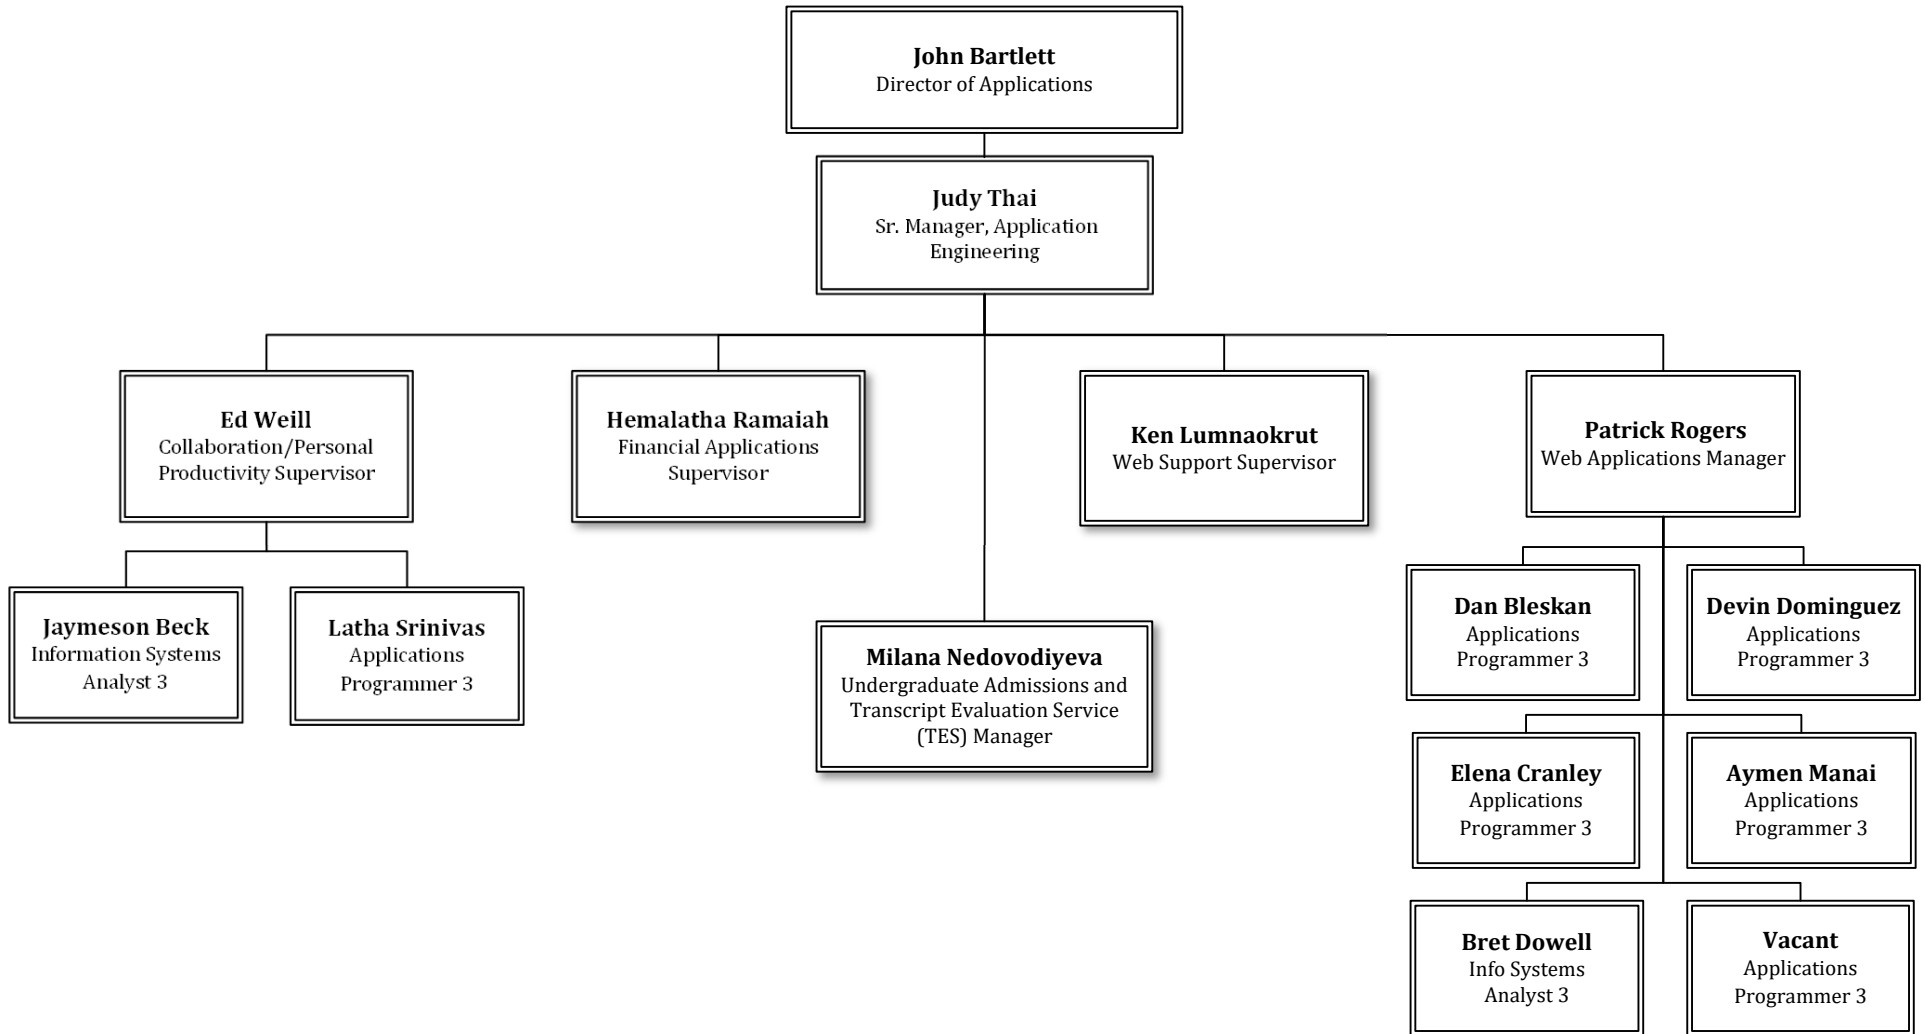 John Bartlett
Director of Applications
Judy Thai
Sr. Manager, Application
Engineering
Ed Weill
Collaboration/Personal
Productivity Supervisor
Hemalatha Ramaiah
Financial Applications
Supervisor
Ken Lumnaokrut
Web Support Supervisor
Patrick Rogers
Web Applications Manager
Jaymeson Beck
Information Systems
Analyst 3
Latha Srinivas
Applications
Programmer 3
Milana Nedovodiyeva
Undergraduate Admissions and
Transcript Evaluation Service
(TES) Manager
Dan Bleskan
Applications
Programmer 3
Devin Dominguez
Applications
Programmer 3
Elena Cranley
Applications
Programmer 3
Aymen Manai
Applications
Programmer 3
Bret Dowell
Info Systems
Analyst 3
Vacant
Applications
Programmer 3